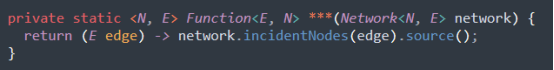 private static <N, E> Function<E, N> ***(Network<N, E> network) {
return (E edge) -> network.incidentNodes(edge).source();
}